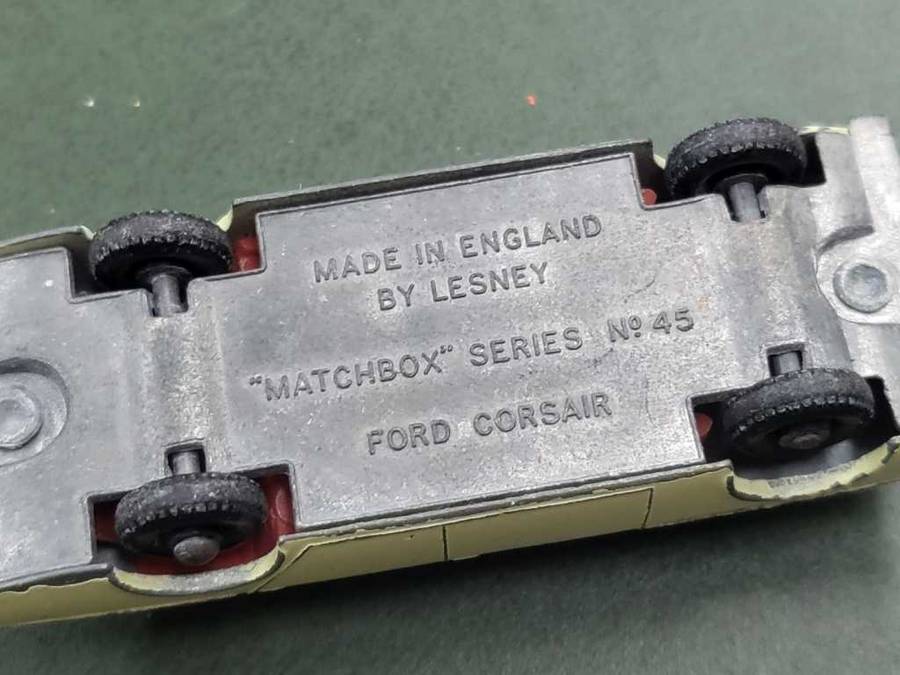 MADE IN ENGLAND
BY LESNEY
"MATCHBOX" SERIES Nº 45
FORD CORSAIR